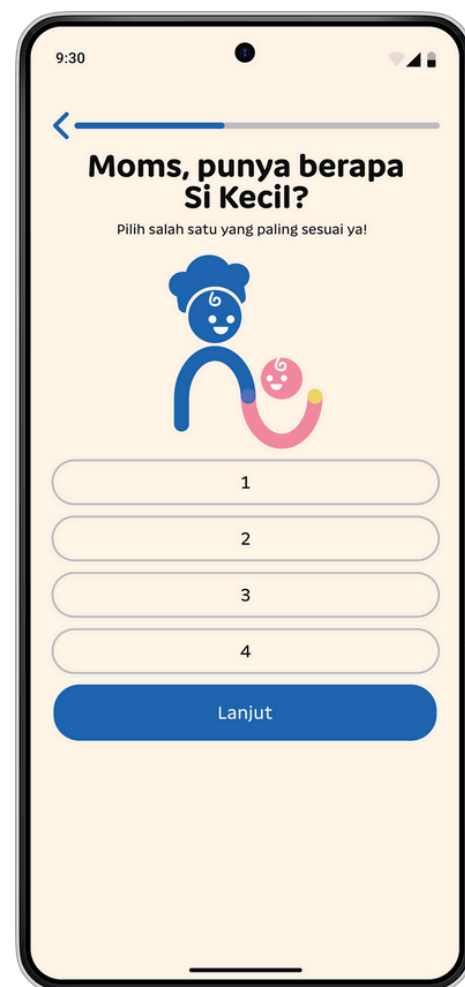 9:30
Moms, punya berapa
Si Kecil?
Pilih salah satu yang paling sesuai ya!
1
2
3
4
Lanjut